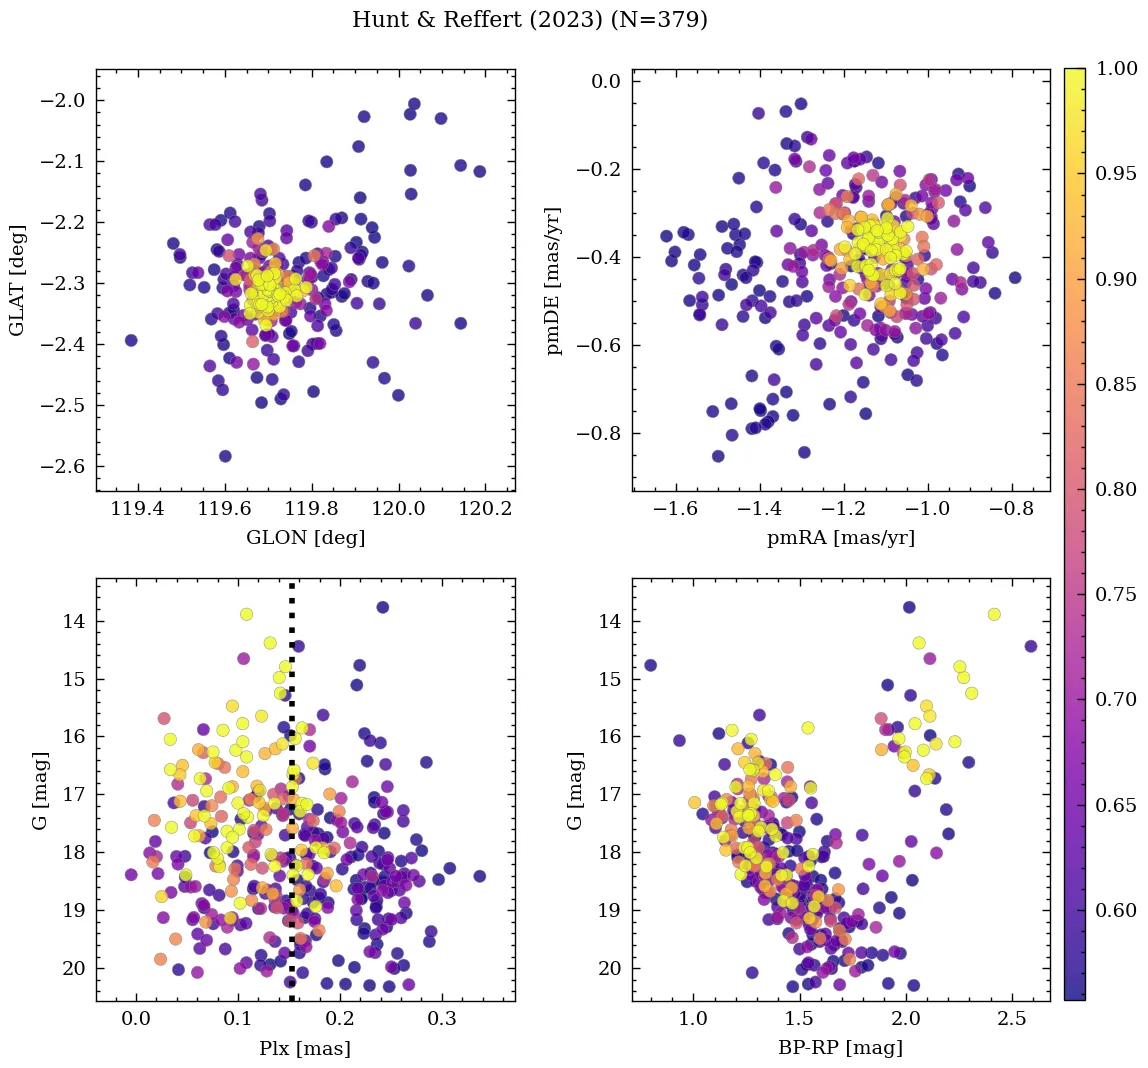 Hunt & Reffert (2023) (N=379)
−2.0
−2.1
−2.2
−2.3
−2.4
−2.5
−2.6
GLAT [deg]
119.4 119.6 119.8 120.0 120.2
GLON [deg]
0.0
−0.2
−0.4
−0.6
−0.8
pmDE [mas/yr]
−1.6 −1.4 −1.2 −1.0 −0.8
pmRA [mas/yr]
14
15
16
17
18
19
20
G [mag]
0.0 0.1 0.2 0.3
Plx [mas]
14
15
16
17
18
19
20
G [mag]
1.0 1.5 2.0 2.5
BP-RP [mag]
1.00
0.95
0.90
0.85
0.80
0.75
0.70
0.65
0.60